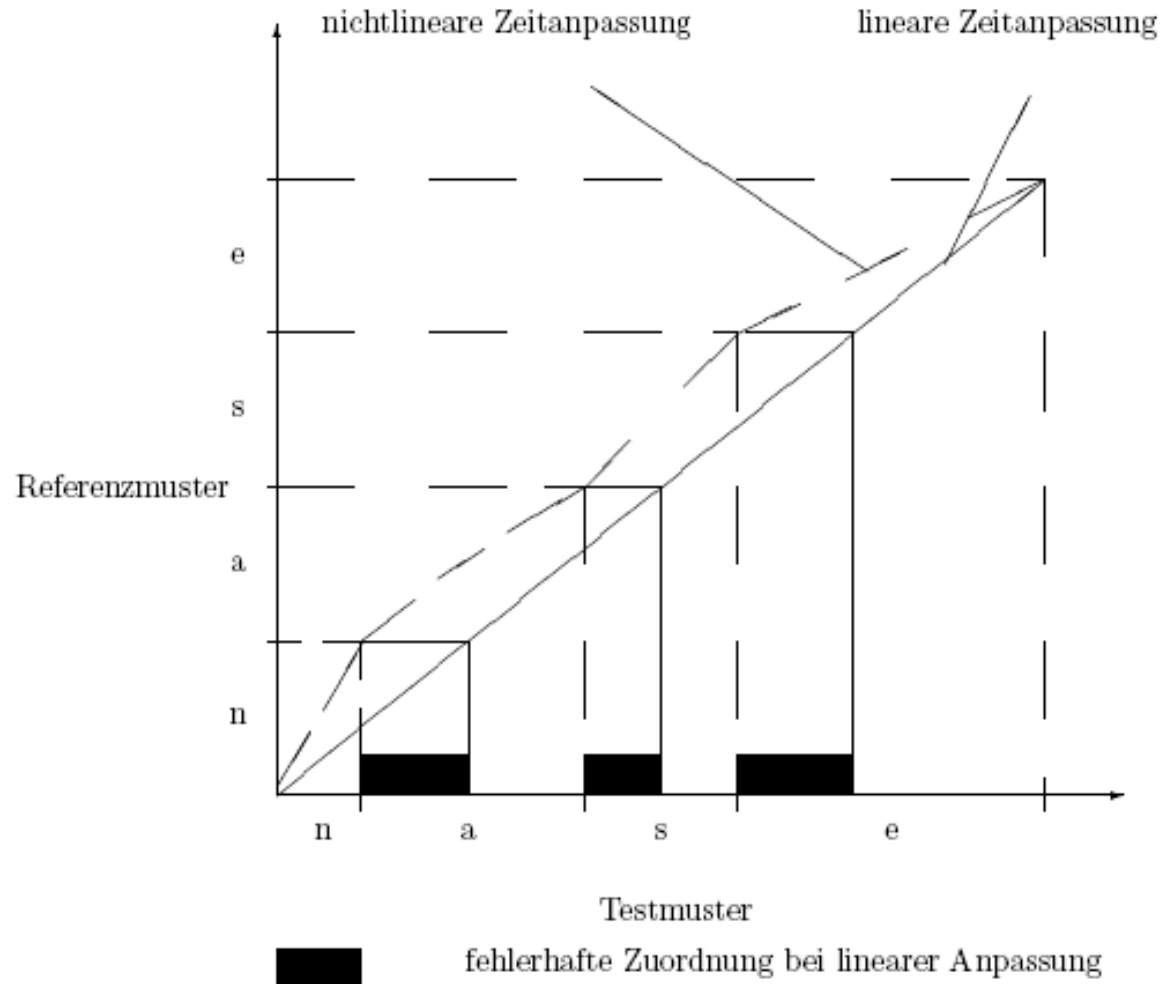 nichtlineare Zeitanpassung
lineare Zeitanpassung
e
s
Referenzmuster
a
n
n a s e
Testmuster
fehlerhafte Zuordnung bei linearer Anpassung